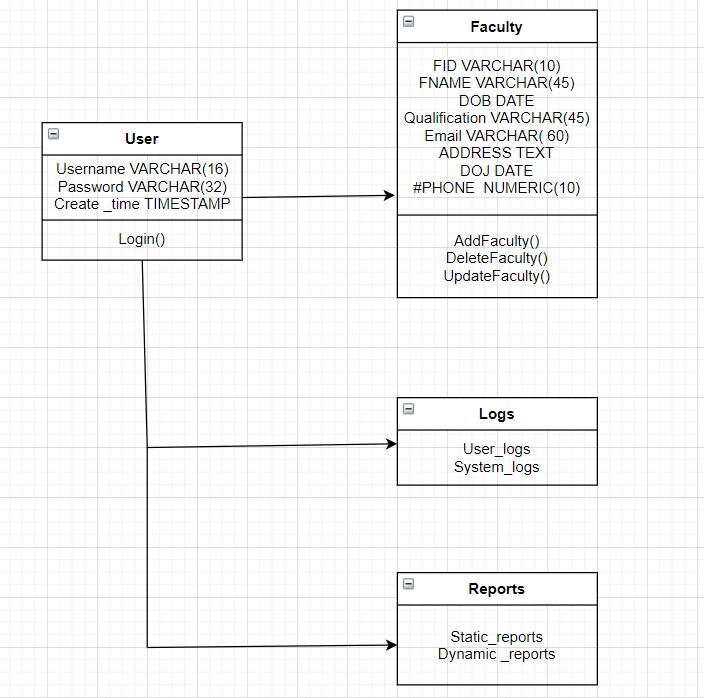 Faculty
FID VARCHAR(10)
FNAME VARCHAR(45)
DOB DATE
Qualification VARCHAR(45)
Email VARCHAR( 60)
ADDRESS TEXT
DOJ DATE
#PHONE  NUMERIC(10)
AddFaculty()
DeleteFaculty()
UpdateFaculty()
User
Username VARCHAR(16)
Password VARCHAR(32)
Create _time TIMESTAMP
Login()
Logs
User_logs
System_logs
Reports
Static_reports
Dynamic _reports